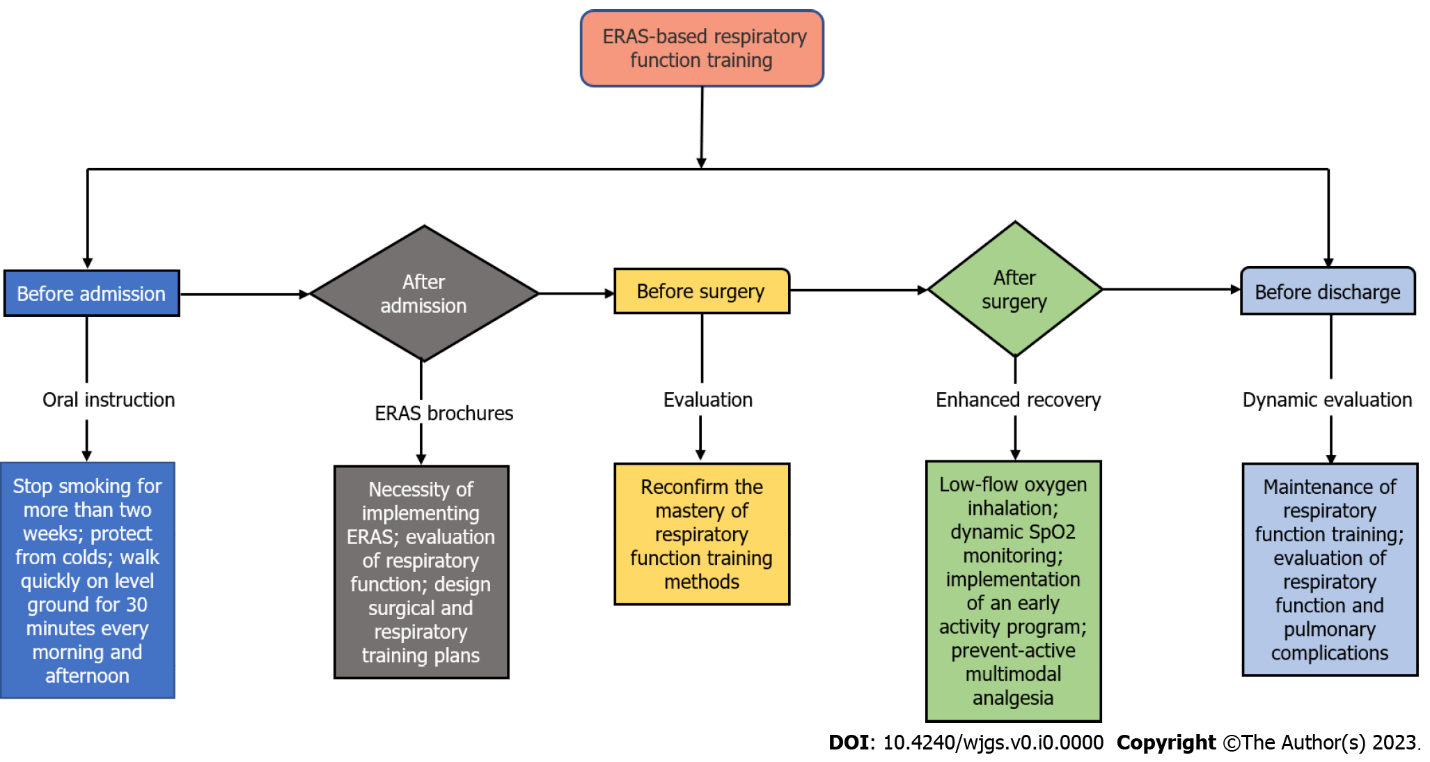 ERAS-based respiratory
function training
Before admission
After
admission
Before surgery
After
surgery
Before discharge
Oral instruction
ERAS brochures
Evaluation
Enhanced recovery
Dynamic evaluation
Stop smoking for
more than two
weeks; protect
from colds; walk
quickly on level
ground for 30
minutes every
morning and
afternoon
Necessity of
implementing
ERAS; evaluation
of respiratory
function; design
surgical and
respiratory
training plans
Reconfirm the
mastery of
respiratory
function training
methods
Low-flow oxygen
inhalation;
dynamic SpO2
monitoring;
implementation
of an early
activity program;
prevent-active
multimodal
analgesia
Maintenance of
respiratory
function training;
evaluation of
respiratory
function and
pulmonary
complications
DOI: 10.4240/wjgs.v0.i0.0000 Copyright ©The Author(s) 2023.